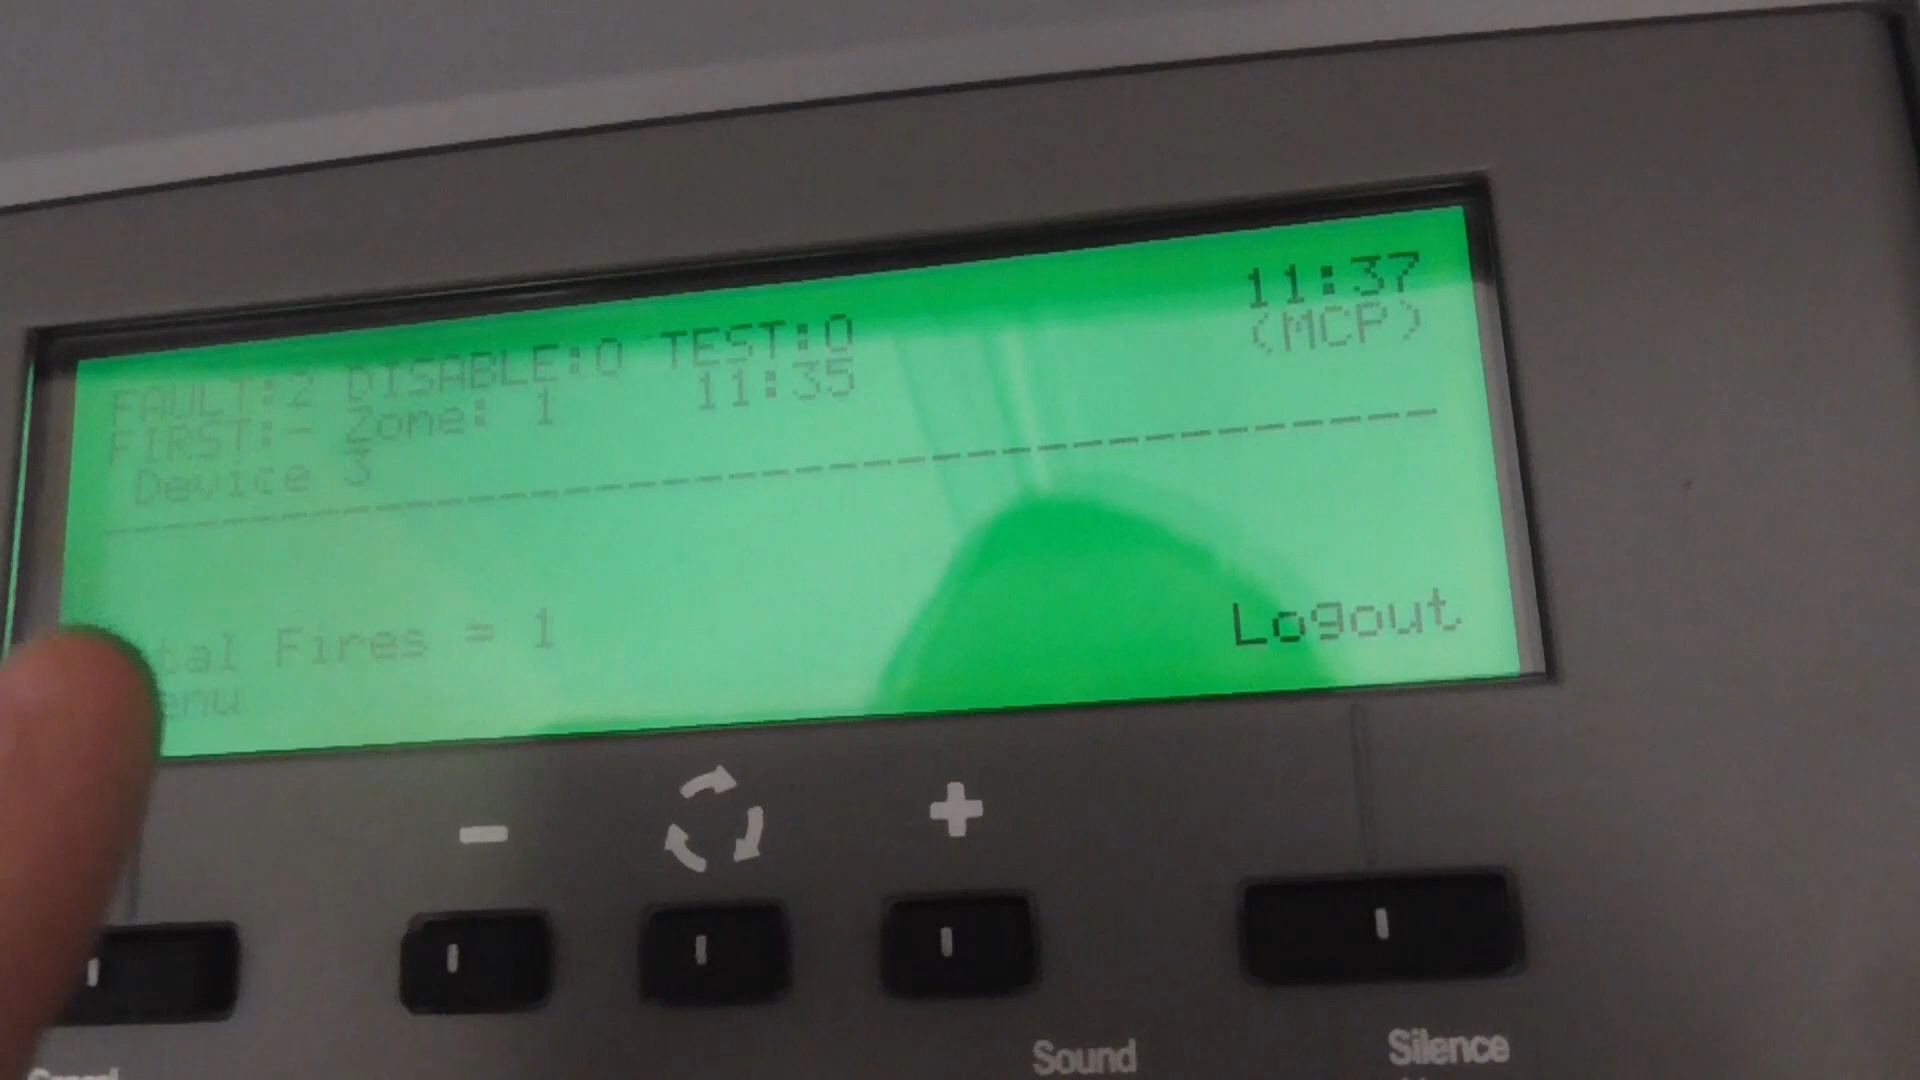 11:37
FAULT:2 DISABLE:0 TEST:0
FIRST:- Zone: 1 11:35 (MCP)
Device 3
tal Fires = 1
enu Logout
Sound Silence